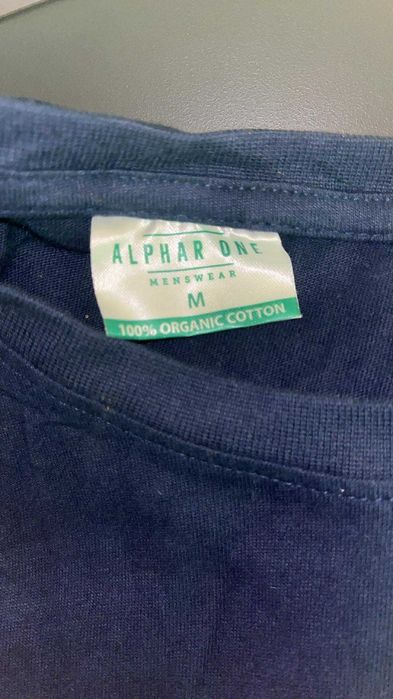 ALPHAR ONE
MENSWEAR
M
100% ORGANIC COTTON